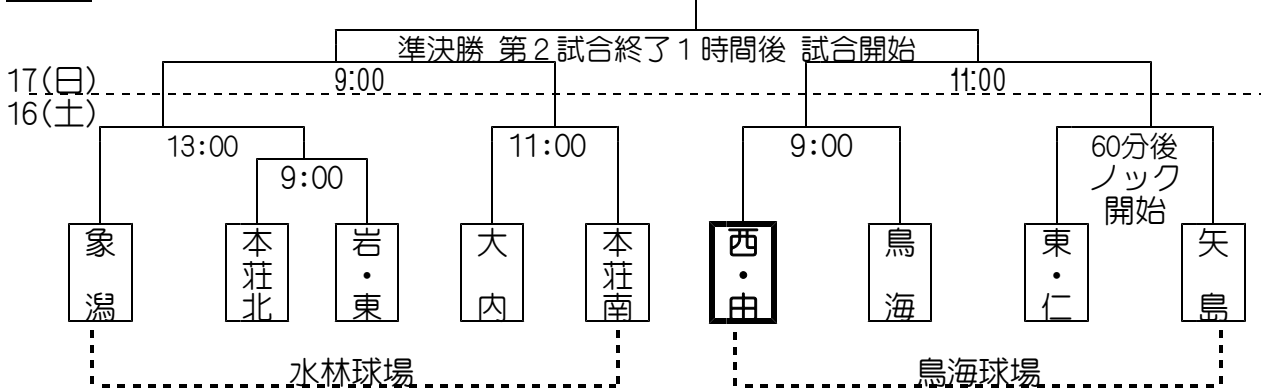 準決勝 第２試合終了１時間後 試合開始
17(日)
9:00
11:00
16(土)
13:00
9:00
11:00
9:00
60分後
ノック
開始
象潟
本荘北
岩・東
大内
本荘南
西・由
鳥海
東・仁
矢島
水林球場
鳥海球場